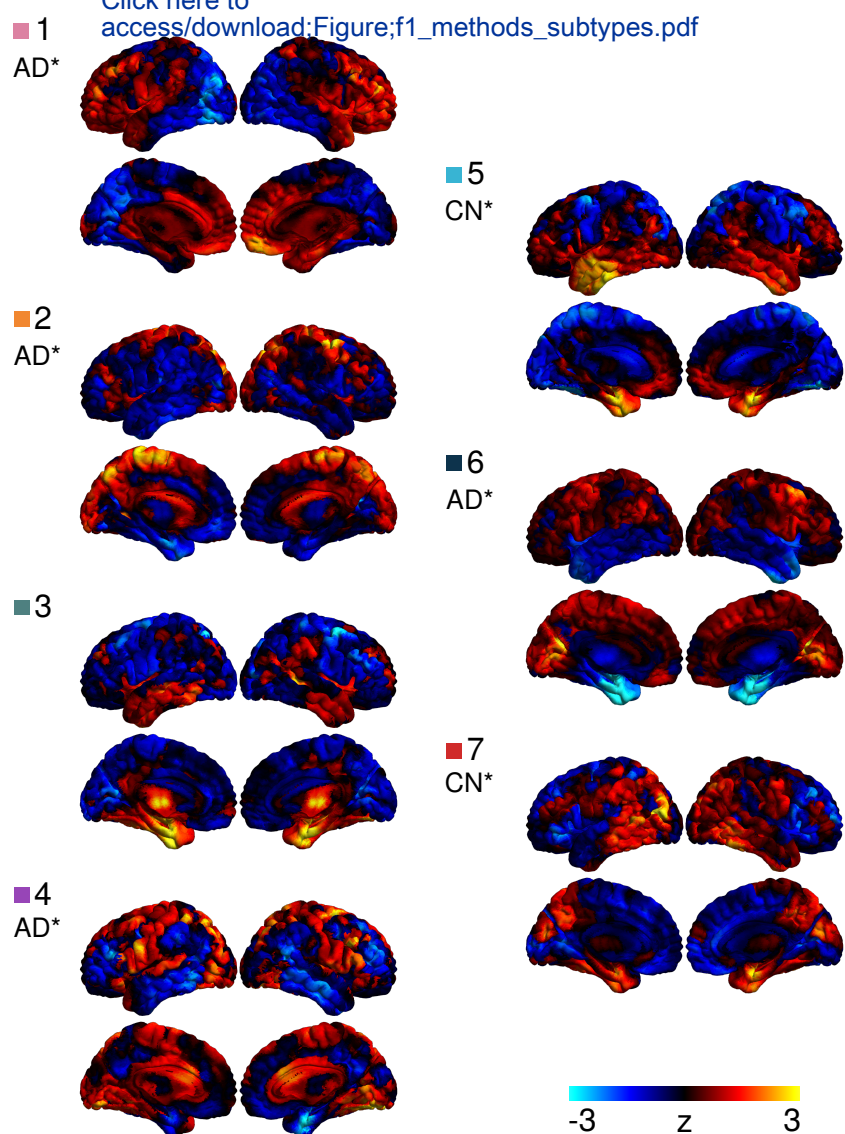 Click here to
access/download;Figure;f1_methods_subtypes.pdf
1
AD*
2
AD*
3
4
AD*
5
CN*
6
AD*
7
CN*
-3 z 3